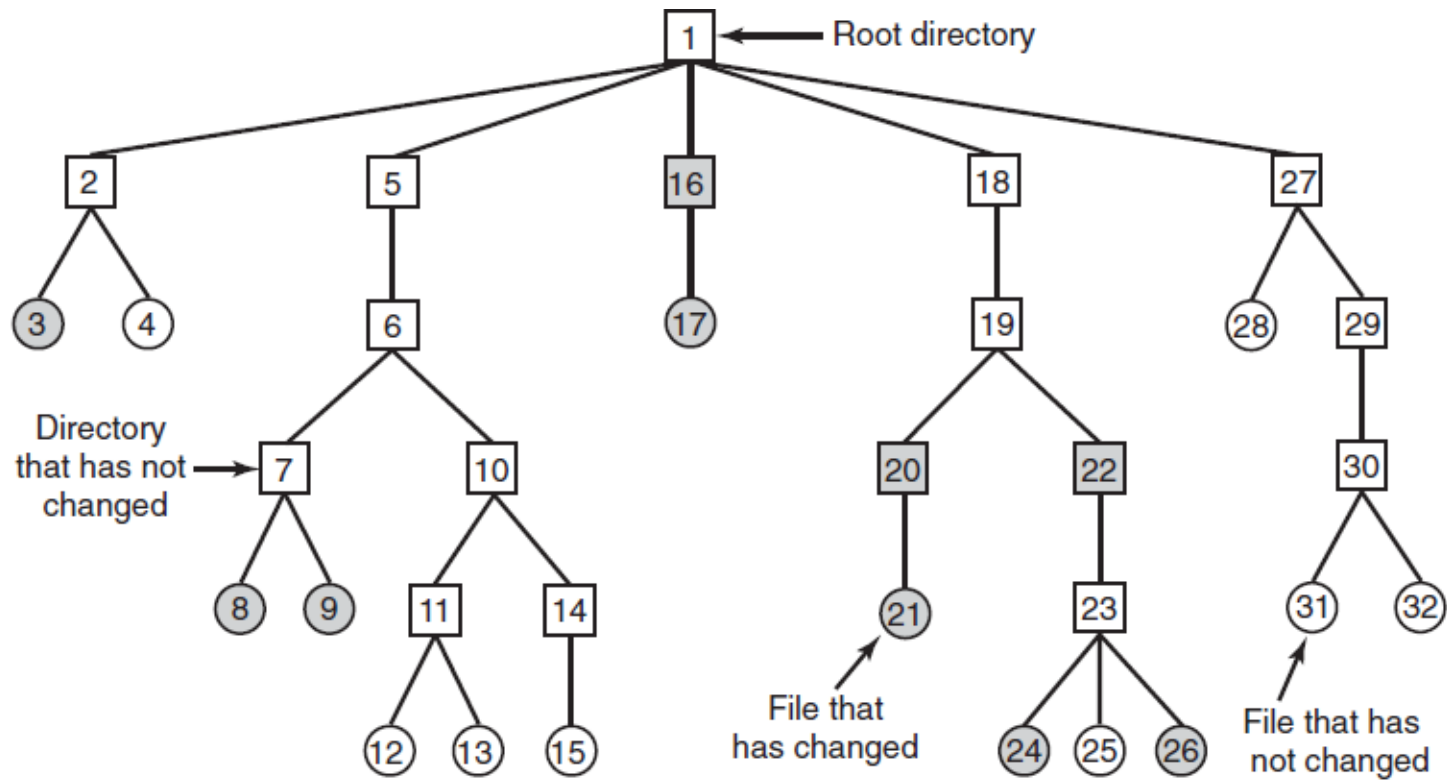 1
Root directory
2 5 16 18 27
3 4 6 17 19 28 29
Directory
that has not
changed
7 10 20 22 30
8 9 11 14 21 23 31 32
File that
has changed
File that has
not changed
12 13 15 24 25 26